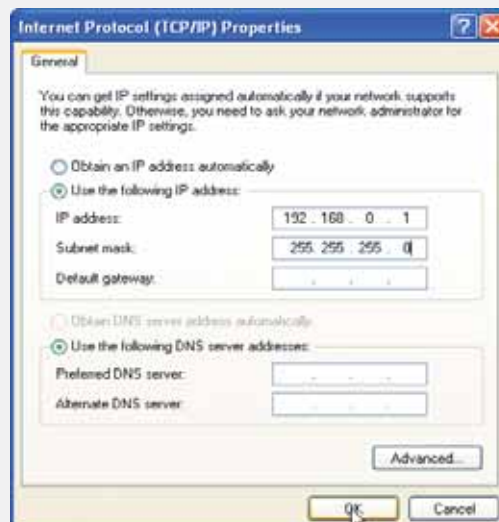 Internet Protocol (TCP/IP) Properties
General
You can get IP settings assigned automatically if your network supports
this capability. Otherwise, you need to ask your network administrator for
the appropriate IP settings.
Obtain an IP address automatically
Use the following IP address:
IP address: 192 . 168 . 0 . 1
Subnet mask: 255 . 255 . 255 . 0
Default gateway: . . .
Obtain DNS server address automatically
Use the following DNS server addresses:
Preferred DNS server: . . .
Alternate DNS server: . . .
Advanced...
OK Cancel